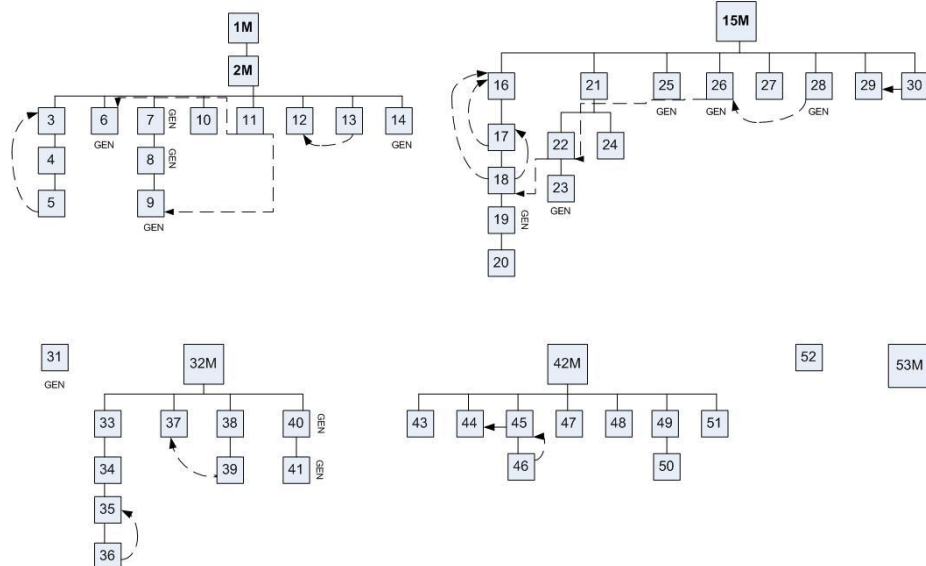 1M
15M
2M
16 21 25 26 27 28 29 30
GEN GEN GEN
3 6 7 10 11 12 13 14
GEN GEN GEN
17 22 24
4 8
GEN
18 23
GEN
5 9
GEN
19
GEN
20
31
GEN
32M
42M
52
53M
33 37 38 40
GEN
43 44 45 47 48 49 51
34 39 41
GEN
46 50
35
36